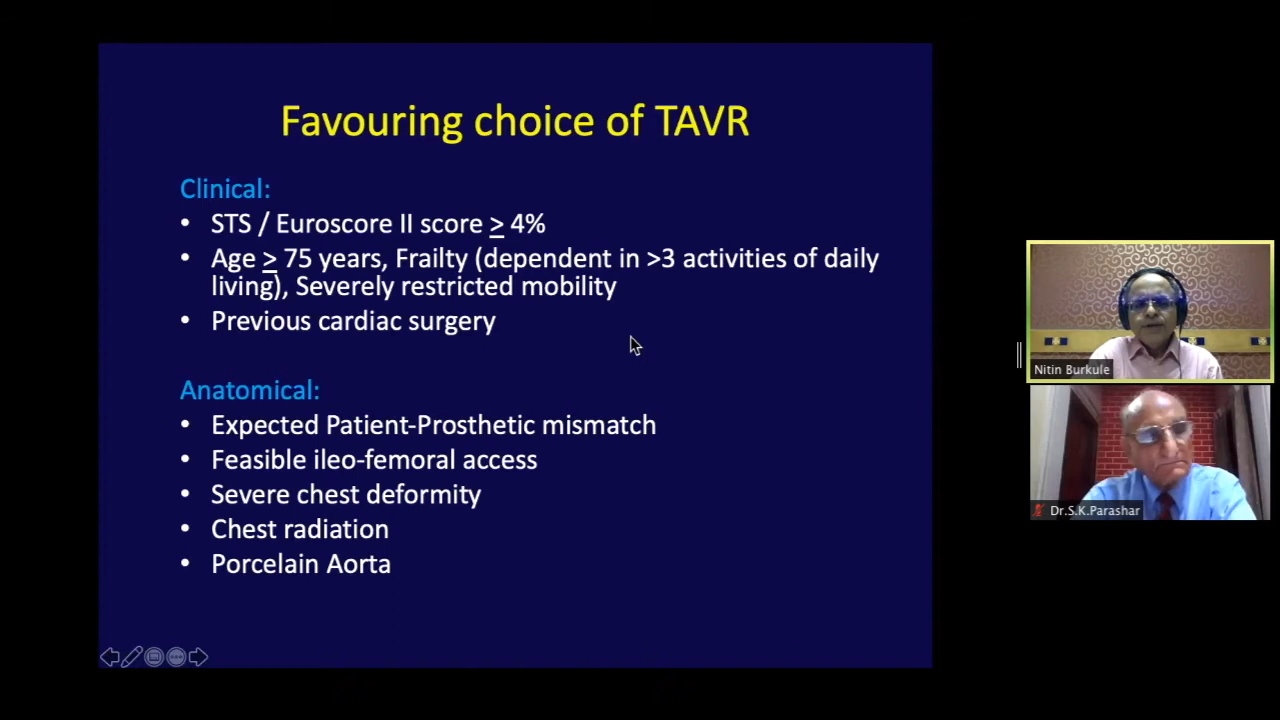 Favouring choice of TAVR
Clinical:
• STS / Euroscore II score ≥ 4%
• Age ≥ 75 years, Frailty (dependent in >3 activities of daily
living), Severely restricted mobility
• Previous cardiac surgery
Anatomical:
• Expected Patient-Prosthetic mismatch
• Feasible ileo-femoral access
• Severe chest deformity
• Chest radiation
• Porcelain Aorta
Nitin Burkule
Dr.S.K.Parashar